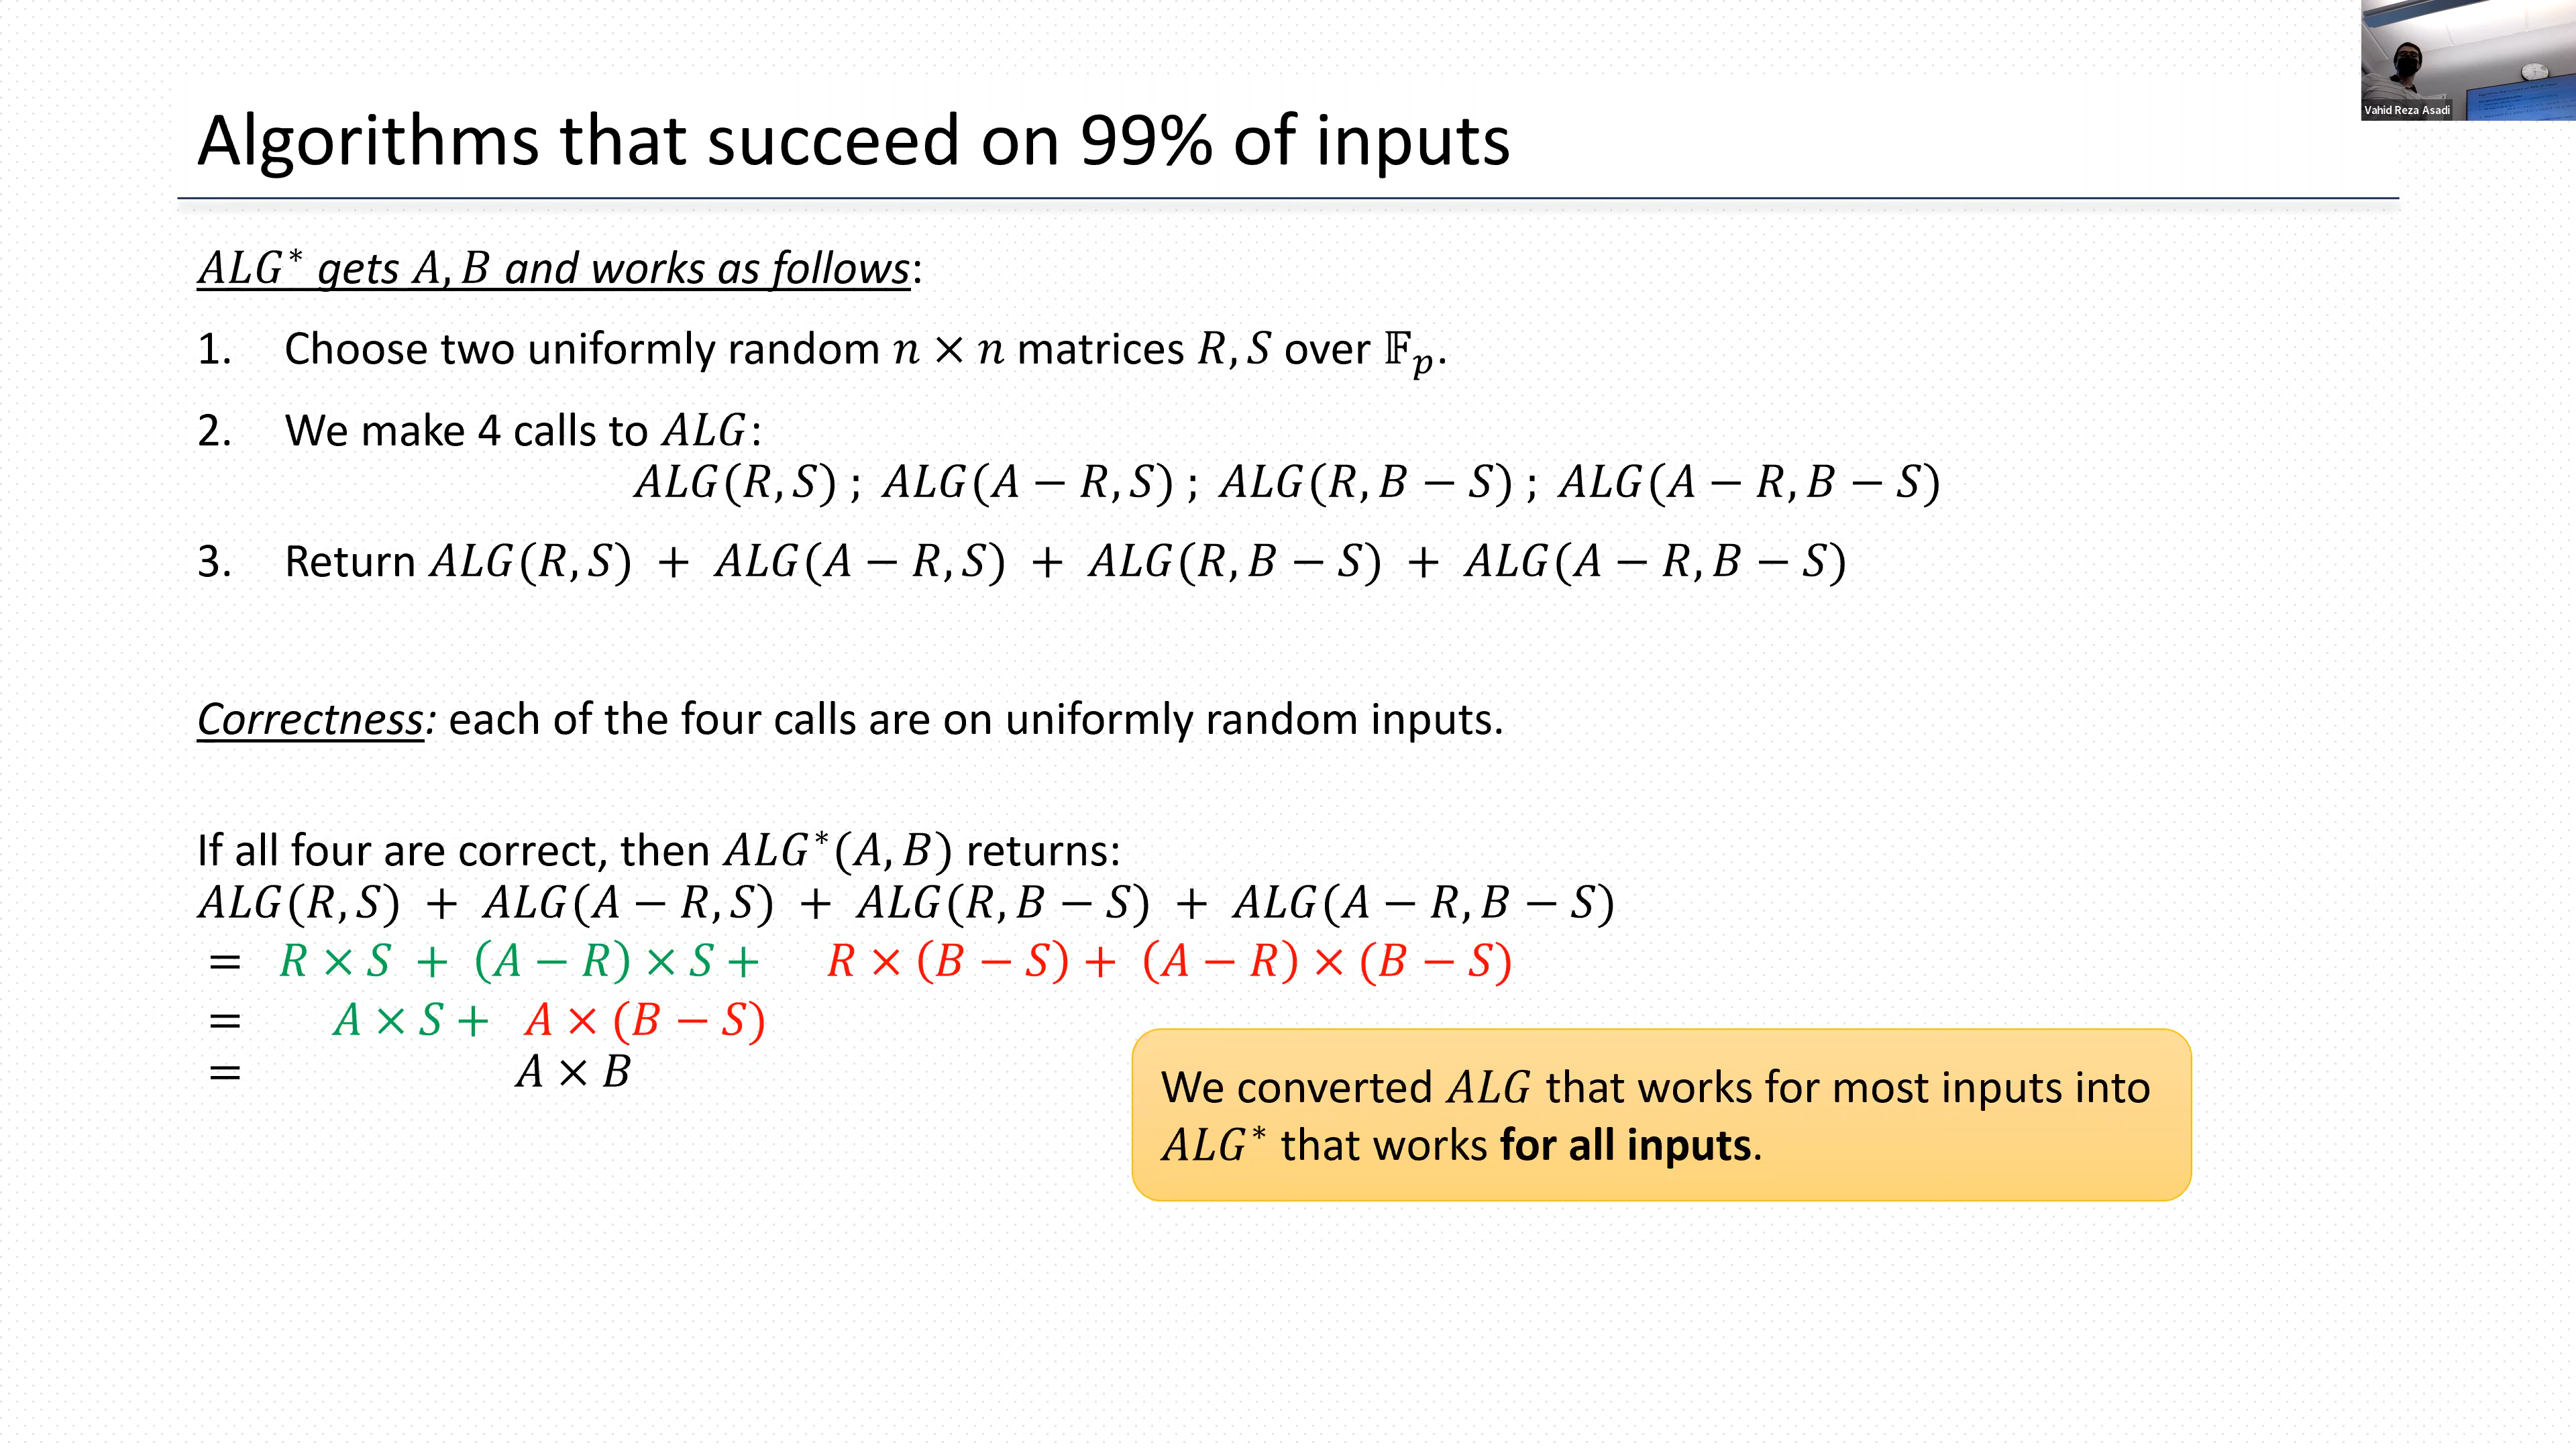 Vahid Reza Asadi
Algorithms that succeed on 99% of inputs
ALG* gets A, B and works as follows:
1. Choose two uniformly random n × n matrices R, S over 𝔽ₚ.
2. We make 4 calls to ALG:
ALG(R, S) ; ALG(A − R, S) ; ALG(R, B − S) ; ALG(A − R, B − S)
3. Return ALG(R, S) + ALG(A − R, S) + ALG(R, B − S) + ALG(A − R, B − S)
Correctness: each of the four calls are on uniformly random inputs.
If all four are correct, then ALG*(A, B) returns:
ALG(R, S) + ALG(A − R, S) + ALG(R, B − S) + ALG(A − R, B − S)
= R × S + (A − R) × S + R × (B − S) + (A − R) × (B − S)
= A × S + A × (B − S)
= A × B
We converted ALG that works for most inputs into
ALG* that works for all inputs.